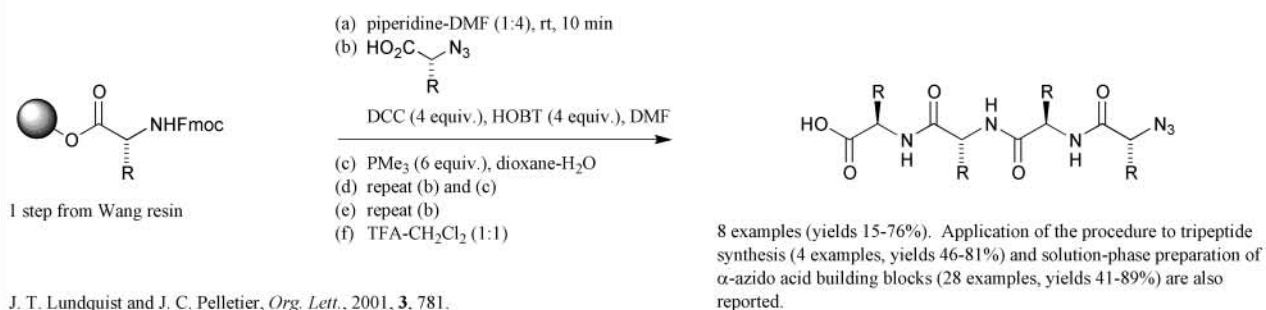 (a) piperidine-DMF (1:4), rt, 10 min
(b) HO₂C N₃
R
DCC (4 equiv.), HOBT (4 equiv.), DMF
O
O
NHFmoc
R
1 step from Wang resin
(c) PMe₃ (6 equiv.), dioxane-H₂O
(d) repeat (b) and (c)
(e) repeat (b)
(f) TFA-CH₂Cl₂ (1:1)
R O H R O
HO N N₃
O N H R O N H R
8 examples (yields 15-76%). Application of the procedure to tripeptide
synthesis (4 examples, yields 46-81%) and solution-phase preparation of
α-azido acid building blocks (28 examples, yields 41-89%) are also
reported.
J. T. Lundquist and J. C. Pelletier, Org. Lett., 2001, 3, 781.